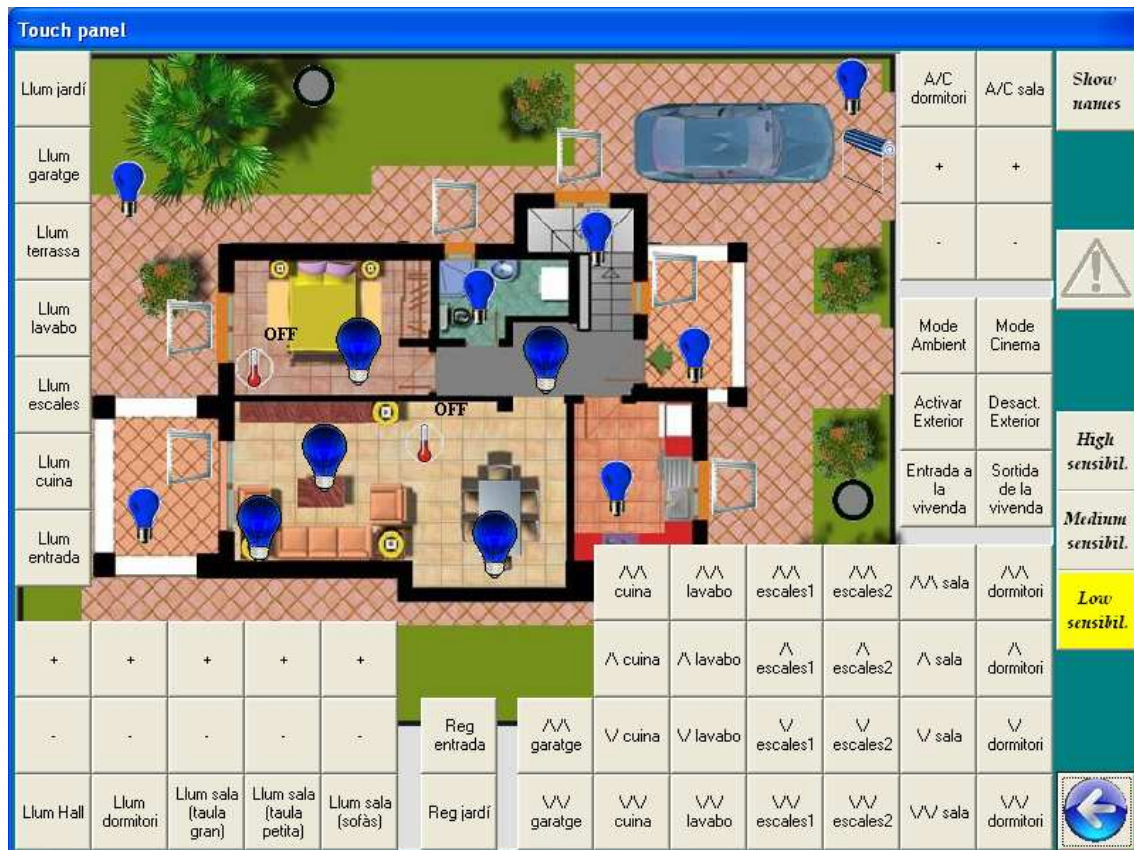 Touch panel
Llum jardí
Llum
garatge
Llum
terrassa
Llum
lavabo
Llum
escales
Llum
cuina
Llum
entrada
OFF
OFF
A/C
dormitori
A/C sala
+
+
-
-
Mode
Ambient
Mode
Cinema
Activar
Exterior
Desact.
Exterior
Entrada a
la
vivenda
Sortida
de la
vivenda
Show
names
High
sensibil.
Medium
sensibil.
Low
sensibil.
/\/\
cuina
/\/\
lavabo
/\/\
escales1
/\/\
escales2
/\/\ sala
/\/\
dormitori
+
+
+
+
+
/\ cuina
/\ lavabo
/\
escales1
/\
escales2
/\ sala
/\
dormitori
-
-
-
-
-
Reg
entrada
/\/\
garatge
\/ cuina
\/ lavabo
\/
escales1
\/
escales2
\/ sala
\/
dormitori
Llum Hall
Llum
dormitori
Llum sala
(taula
gran)
Llum sala
(taula
petita)
Llum sala
(sofàs)
Reg jardí
\/\/
garatge
\/\/
cuina
\/\/
lavabo
\/\/
escales1
\/\/
escales2
\/\/ sala
\/\/
dormitori